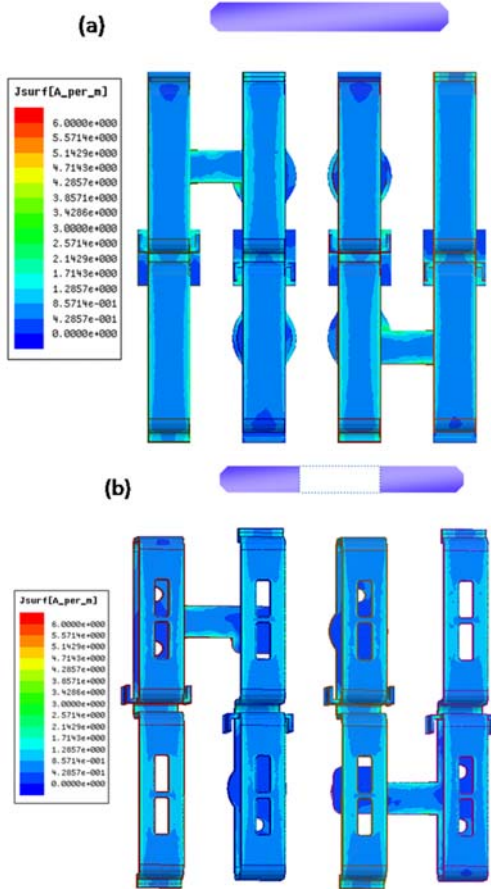 (a)
Jsurf[A_per_m]
6.0000e+000
5.5714e+000
5.1429e+000
4.7143e+000
4.2857e+000
3.8571e+000
3.4286e+000
3.0000e+000
2.5714e+000
2.1429e+000
1.7143e+000
1.2857e+000
8.5714e-001
4.2857e-001
0.0000e+000
(b)
Jsurf[A_per_m]
6.0000e+000
5.5714e+000
5.1429e+000
4.7143e+000
4.2857e+000
3.8571e+000
3.4286e+000
3.0000e+000
2.5714e+000
2.1429e+000
1.7143e+000
1.2857e+000
8.5714e-001
4.2857e-001
0.0000e+000